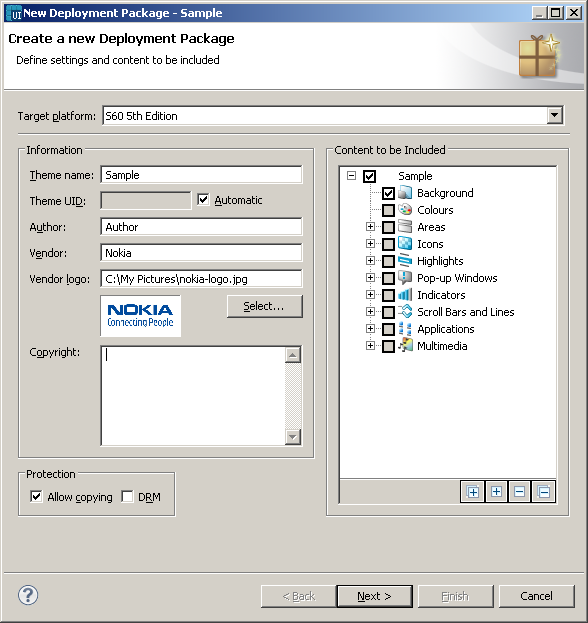 UI New Deployment Package - Sample
Create a new Deployment Package
Define settings and content to be included
Target platform: S60 5th Edition
Information
Theme name: Sample
Theme UID: Automatic
Author: Author
Vendor: Nokia
Vendor logo: C:\My Pictures\nokia-logo.jpg
NOKIA
Connecting People
Select...
Copyright:
Protection
Allow copying DRM
Content to be Included
Sample
Background
Colours
Areas
Icons
Highlights
Pop-up Windows
Indicators
Scroll Bars and Lines
Applications
Multimedia
? < Back Next > Finish Cancel